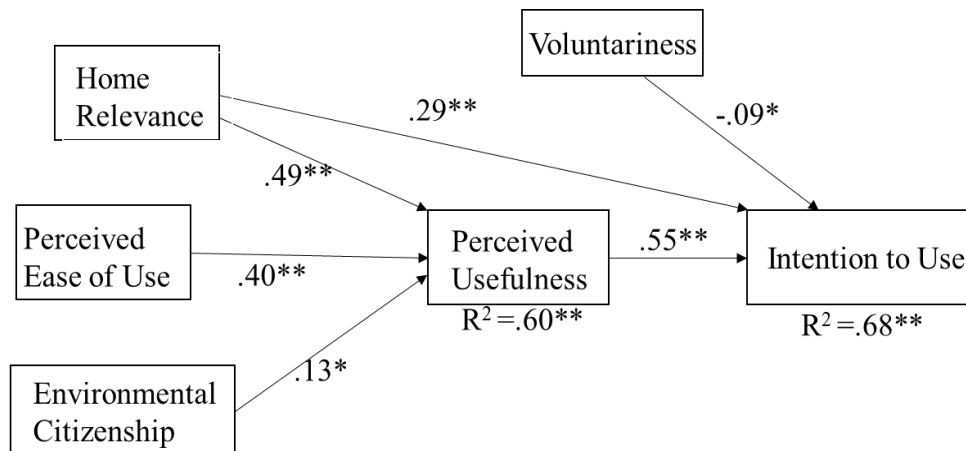 Voluntariness
Home
Relevance
.29**
-.09*
.49**
Perceived
Ease of Use
.40**
Perceived
Usefulness
R² =.60**
.55**
Intention to Use
R² =.68**
.13*
Environmental
Citizenship